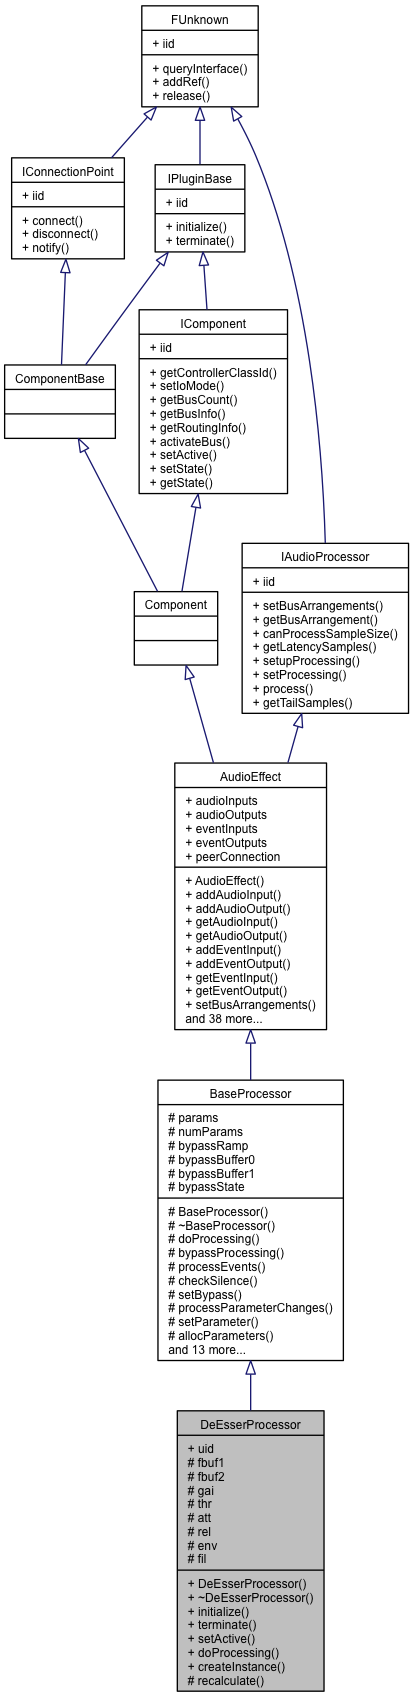 FUnknown
+ iid
+ queryInterface()
+ addRef()
+ release()
IConnectionPoint
+ iid
+ connect()
+ disconnect()
+ notify()
IPluginBase
+ iid
+ initialize()
+ terminate()
IComponent
+ iid
+ getControllerClassId()
+ setIoMode()
+ getBusCount()
+ getBusInfo()
+ getRoutingInfo()
+ activateBus()
+ setActive()
+ setState()
+ getState()
ComponentBase
IAudioProcessor
+ iid
+ setBusArrangements()
+ getBusArrangement()
+ canProcessSampleSize()
+ getLatencySamples()
+ setupProcessing()
+ setProcessing()
+ process()
+ getTailSamples()
Component
AudioEffect
+ audioInputs
+ audioOutputs
+ eventInputs
+ eventOutputs
+ peerConnection
+ AudioEffect()
+ addAudioInput()
+ addAudioOutput()
+ getAudioInput()
+ getAudioOutput()
+ addEventInput()
+ addEventOutput()
+ getEventInput()
+ getEventOutput()
+ setBusArrangements()
and 38 more...
BaseProcessor
# params
# numParams
# bypassRamp
# bypassBuffer0
# bypassBuffer1
# bypassState
# BaseProcessor()
# ~BaseProcessor()
# doProcessing()
# bypassProcessing()
# processEvents()
# checkSilence()
# setBypass()
# processParameterChanges()
# setParameter()
# allocParameters()
and 13 more...
DeEsserProcessor
+ uid
# fbuf1
# fbuf2
# gai
# thr
# att
# rel
# env
# fil
+ DeEsserProcessor()
+ ~DeEsserProcessor()
+ initialize()
+ terminate()
+ setActive()
+ doProcessing()
+ createInstance()
# recalculate()